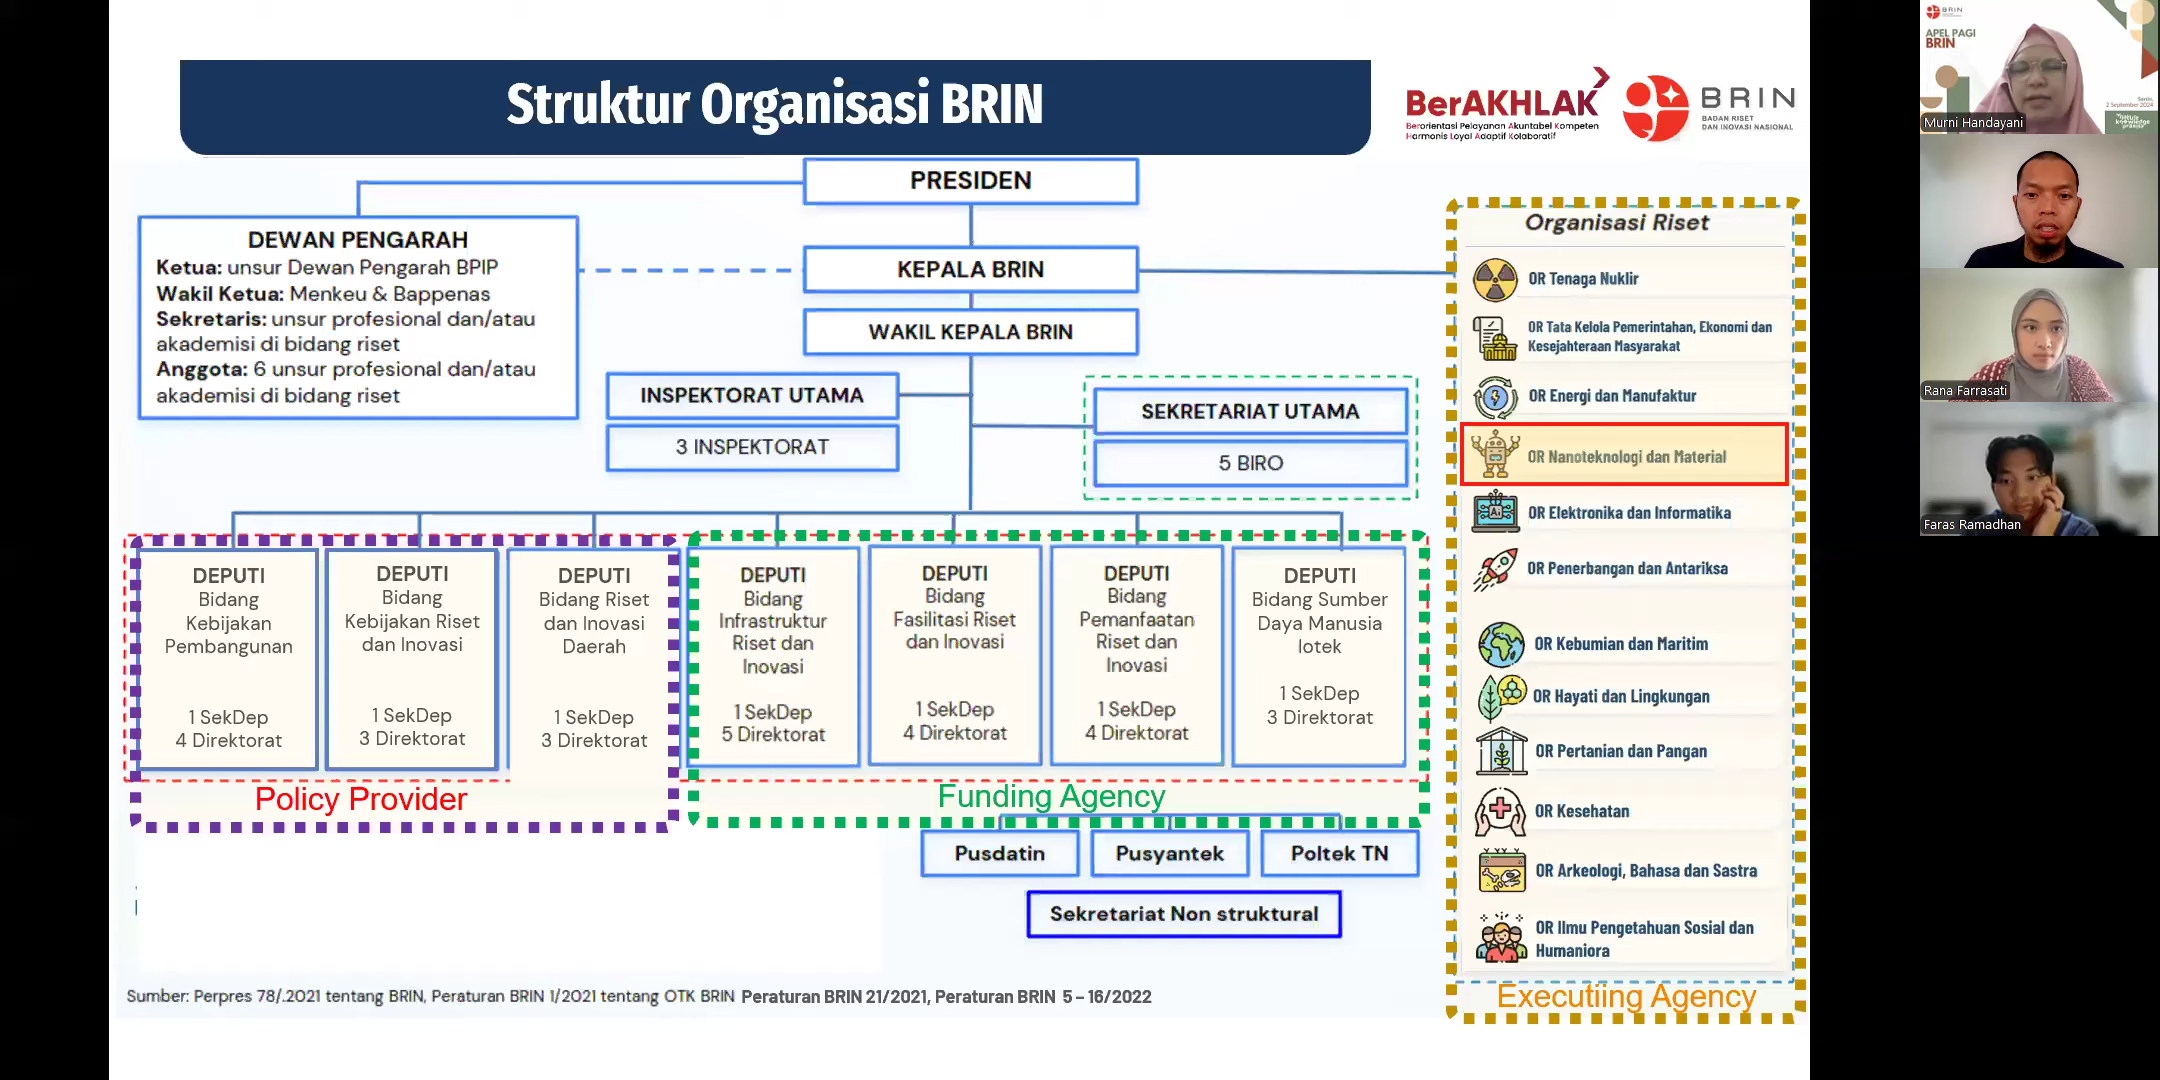 Struktur Organisasi BRIN
BerAKHLAK
Berorientasi Pelayanan Akuntabel Kompeten
Harmonis Loyal Adaptif Kolaboratif
BRIN
BADAN RISET
DAN INOVASI NASIONAL
PRESIDEN
DEWAN PENGARAH
Ketua: unsur Dewan Pengarah BPIP
Wakil Ketua: Menkeu & Bappenas
Sekretaris: unsur profesional dan/atau
akademisi di bidang riset
Anggota: 6 unsur profesional dan/atau
akademisi di bidang riset
KEPALA BRIN
WAKIL KEPALA BRIN
INSPEKTORAT UTAMA
3 INSPEKTORAT
SEKRETARIAT UTAMA
5 BIRO
DEPUTI
Bidang
Kebijakan
Pembangunan
1 SekDep
4 Direktorat
DEPUTI
Bidang
Kebijakan Riset
dan Inovasi
1 SekDep
3 Direktorat
DEPUTI
Bidang Riset
dan Inovasi
Daerah
1 SekDep
3 Direktorat
Policy Provider
DEPUTI
Bidang
Infrastruktur
Riset dan
Inovasi
1 SekDep
5 Direktorat
DEPUTI
Bidang
Fasilitasi Riset
dan Inovasi
1 SekDep
4 Direktorat
DEPUTI
Bidang
Pemanfaatan
Riset dan
Inovasi
1 SekDep
4 Direktorat
DEPUTI
Bidang Sumber
Daya Manusia
Iotek
1 SekDep
3 Direktorat
Funding Agency
Pusdatin
Pusyantek
Poltek TN
Sekretariat Non struktural
Sumber: Perpres 78/.2021 tentang BRIN, Peraturan BRIN 1/2021 tentang OTK BRIN Peraturan BRIN 21/2021, Peraturan BRIN 5 – 16/2022
Organisasi Riset
OR Tenaga Nuklir
OR Tata Kelola Pemerintahan, Ekonomi dan
Kesejahteraan Masyarakat
OR Energi dan Manufaktur
OR Nanoteknologi dan Material
OR Elektronika dan Informatika
Ai
OR Penerbangan dan Antariksa
OR Kebumian dan Maritim
OR Hayati dan Lingkungan
OR Pertanian dan Pangan
OR Kesehatan
OR Arkeologi, Bahasa dan Sastra
OR Ilmu Pengetahuan Sosial dan
Humaniora
Executiing Agency
BRIN
APEL PAGI
BRIN
Senin,
2 September 2024
Murni Handayani
Rana Farrasati
Faras Ramadhan